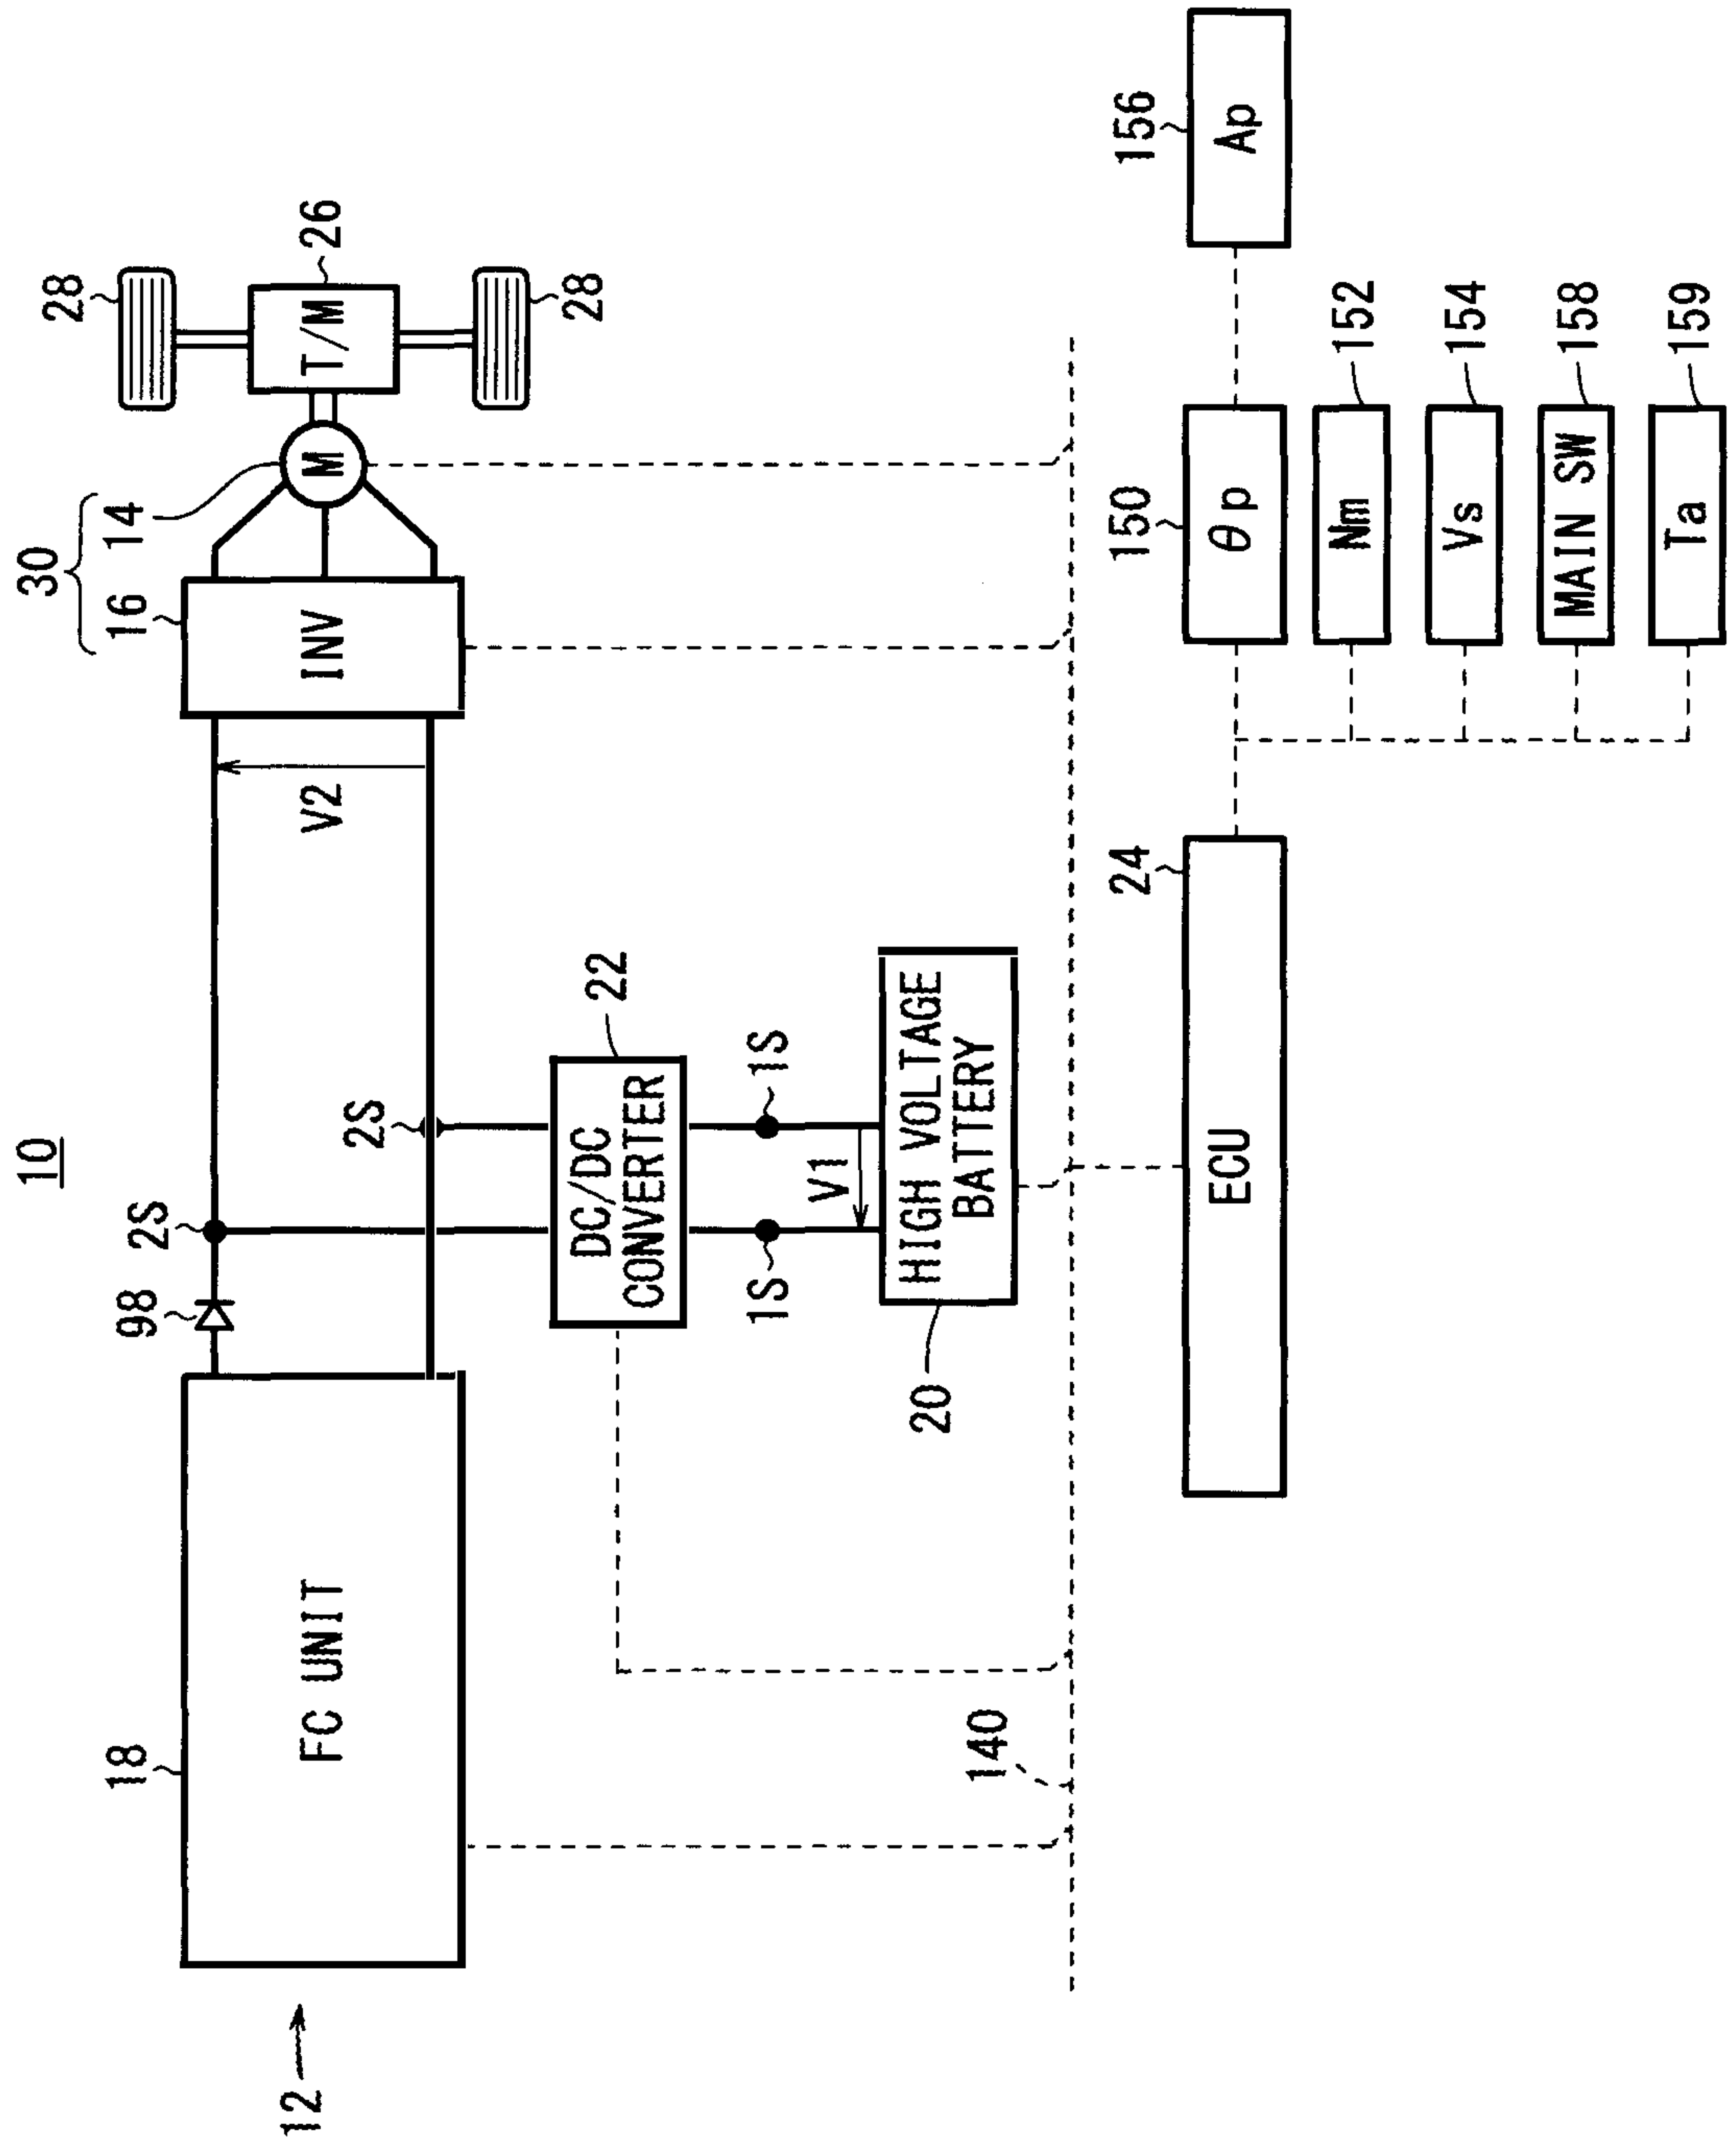 10
12
18
FC UNIT
98
2S
2S
V2
30
16
14
INV
M
28
T/M
26
28
22
DC/DC
CONVERTER
1S
1S
V1
20
HIGH VOLTAGE
BATTERY
140
24
ECU
150
θp
156
Ap
152
Nm
154
Vs
158
MAIN SW
159
Ta